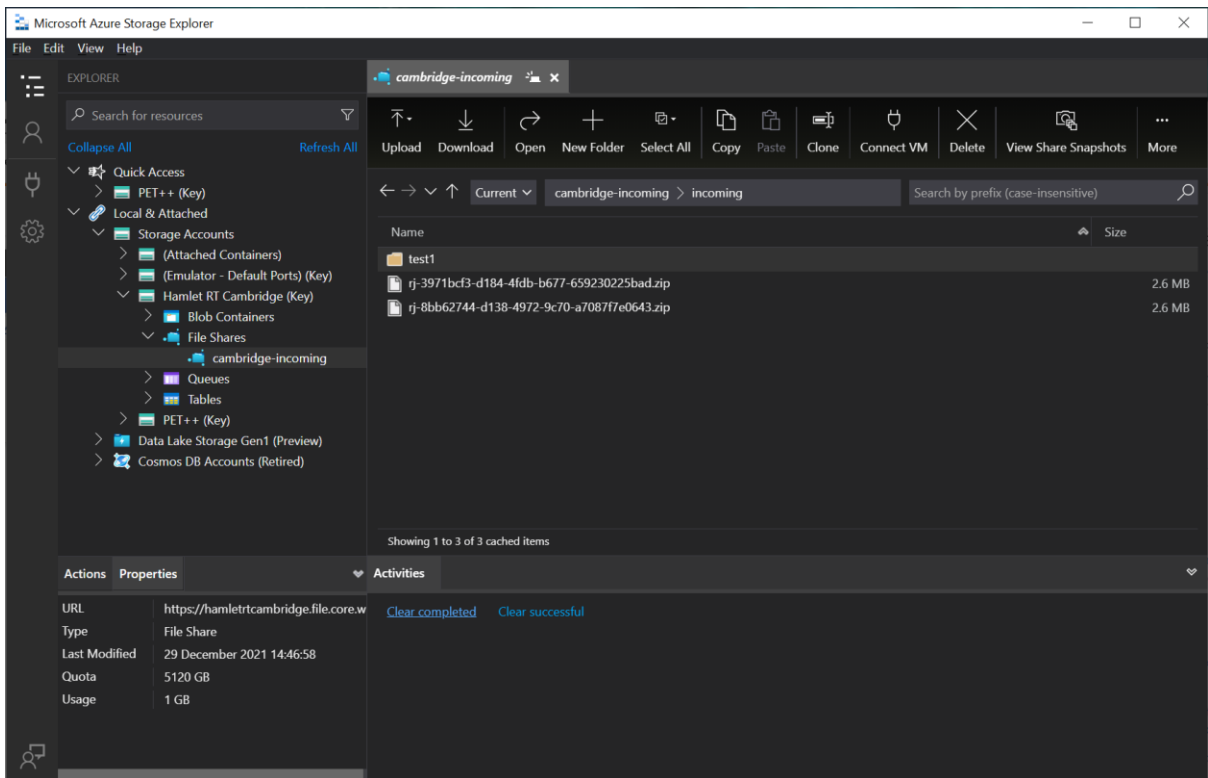 Microsoft Azure Storage Explorer
File Edit View Help
EXPLORER
Search for resources
Collapse All Refresh All
Quick Access
PET++ (Key)
Local & Attached
Storage Accounts
(Attached Containers)
(Emulator - Default Ports) (Key)
Hamlet RT Cambridge (Key)
Blob Containers
File Shares
cambridge-incoming
Queues
Tables
PET++ (Key)
Data Lake Storage Gen1 (Preview)
Cosmos DB Accounts (Retired)
Actions Properties
URL https://hamletrtcambridge.file.core.w
Type File Share
Last Modified 29 December 2021 14:46:58
Quota 5120 GB
Usage 1 GB
cambridge-incoming
Upload Download Open New Folder Select All Copy Paste Clone Connect VM Delete View Share Snapshots More
Current cambridge-incoming > incoming Search by prefix (case-insensitive)
Name Size
test1
rj-3971bcf3-d184-4fdb-b677-659230225bad.zip 2.6 MB
rj-8bb62744-d138-4972-9c70-a7087f7e0643.zip 2.6 MB
Showing 1 to 3 of 3 cached items
Activities
Clear completed Clear successful